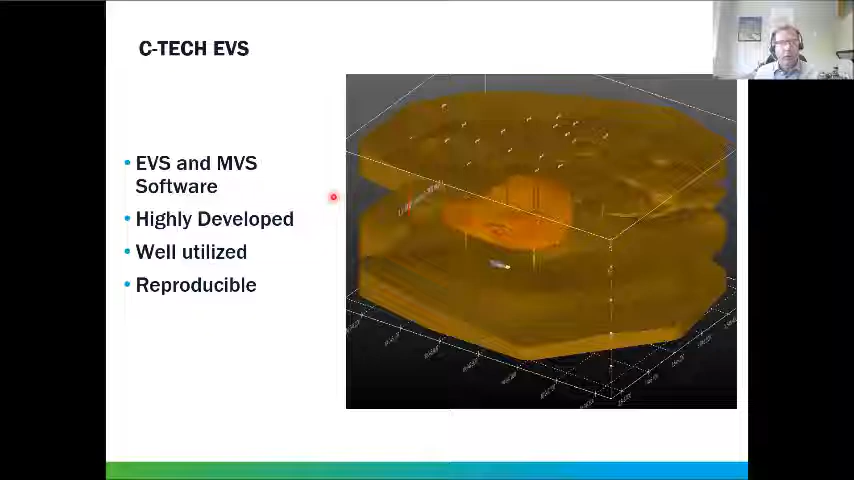 C-TECH EVS
• EVS and MVS
Software
• Highly Developed
• Well utilized
• Reproducible